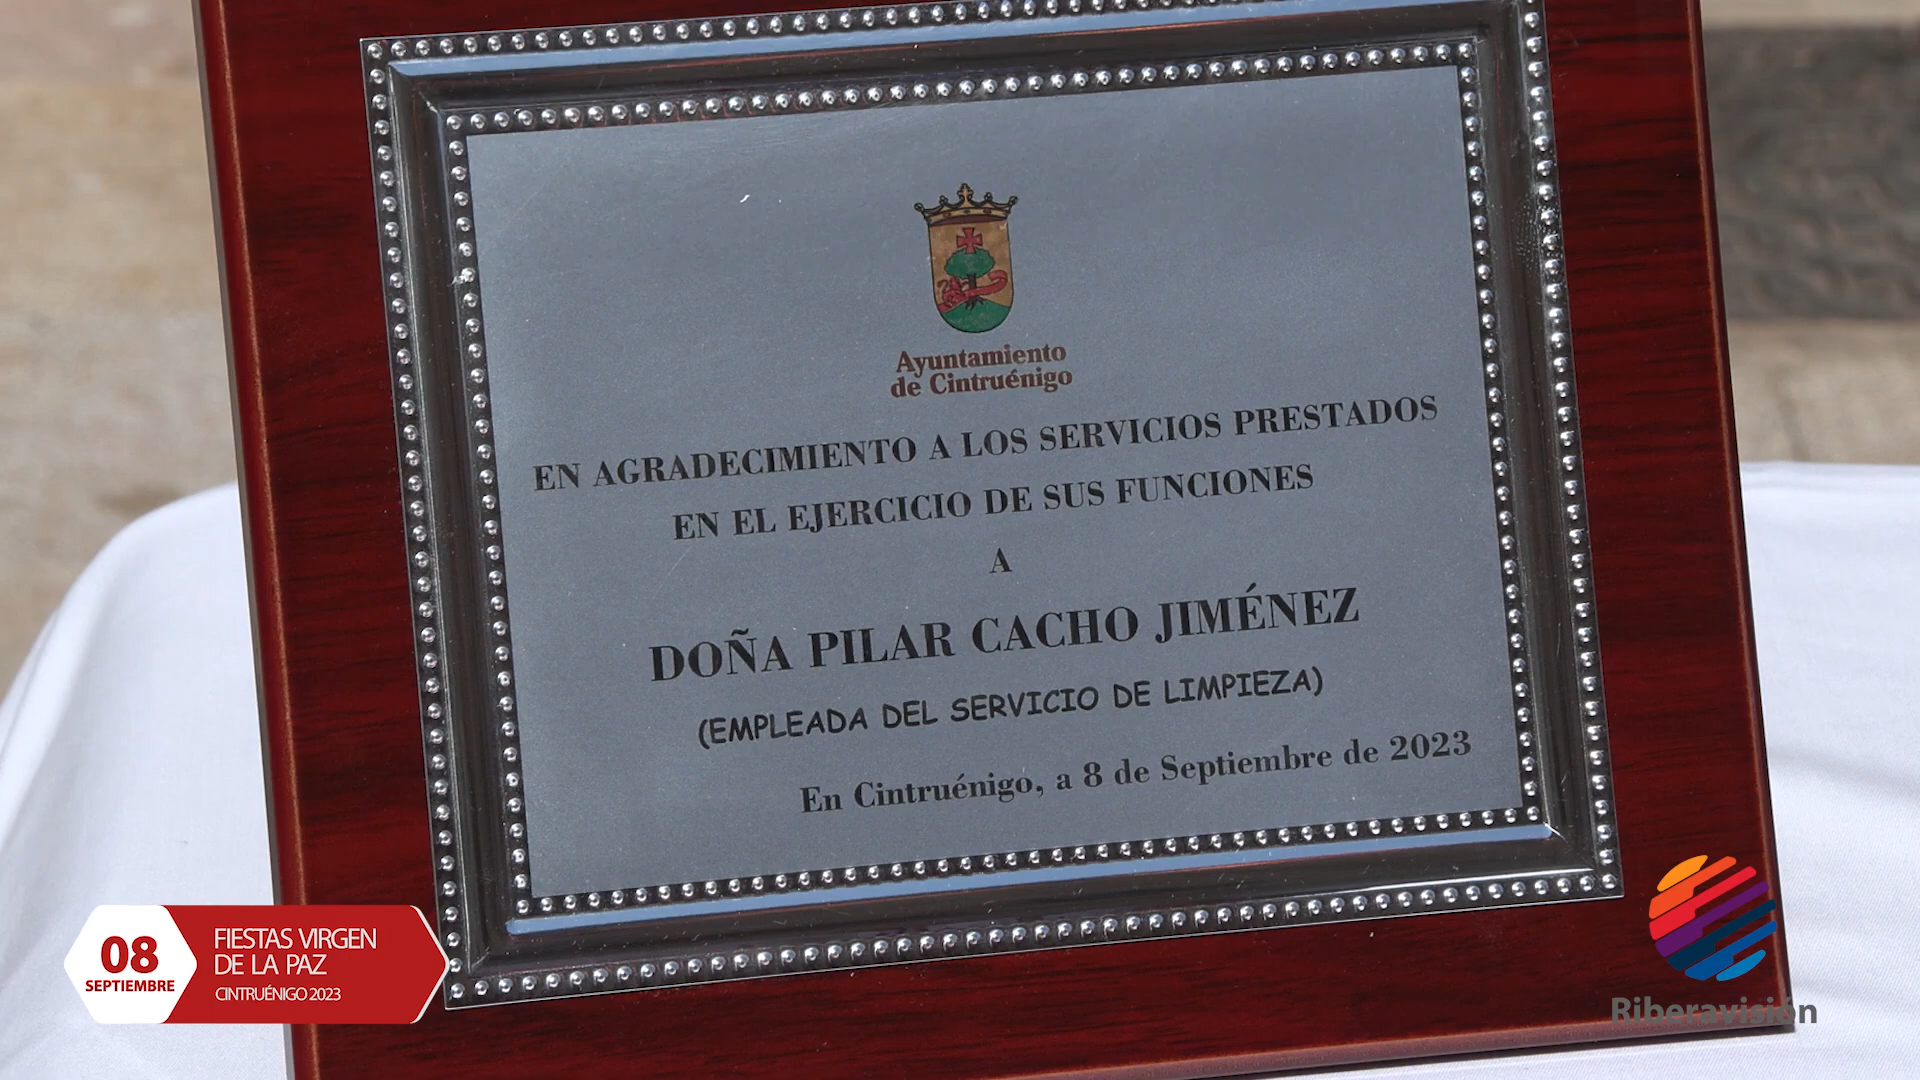 Ayuntamiento
de Cintruénigo
EN AGRADECIMIENTO A LOS SERVICIOS PRESTADOS
EN EL EJERCICIO DE SUS FUNCIONES
A
DOÑA PILAR CACHO JIMÉNEZ
(EMPLEADA DEL SERVICIO DE LIMPIEZA)
En Cintruénigo, a 8 de Septiembre de 2023
08
SEPTIEMBRE
FIESTAS VIRGEN
DE LA PAZ
CINTRUÉNIGO 2023
Riberavisión